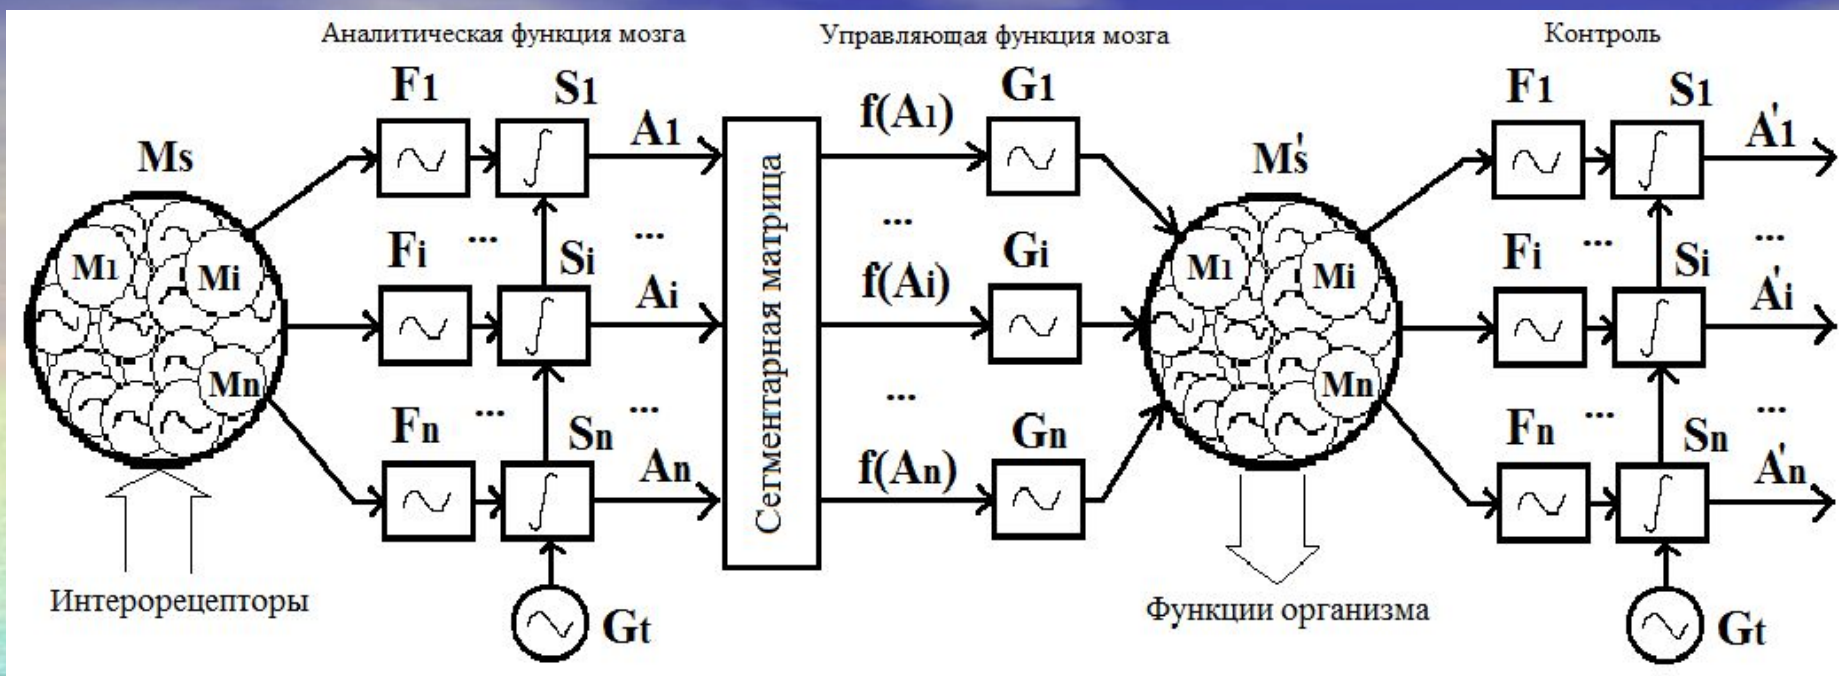 Аналитическая функция мозга
Управляющая функция мозга
Контроль
F1
S1
A1
f(A1)
G1
F1
S1
A'1
Ms
M's
M1
Mi
Mn
Fi
...
Si
...
Ai
...
f(Ai)
Gi
M1
Mi
Mn
Fi
...
Si
...
A'i
Сегментарная матрица
Fn
...
Sn
...
An
...
f(An)
Gn
Fn
...
Sn
...
A'n
Интерорецепторы
Gt
Функции организма
Gt